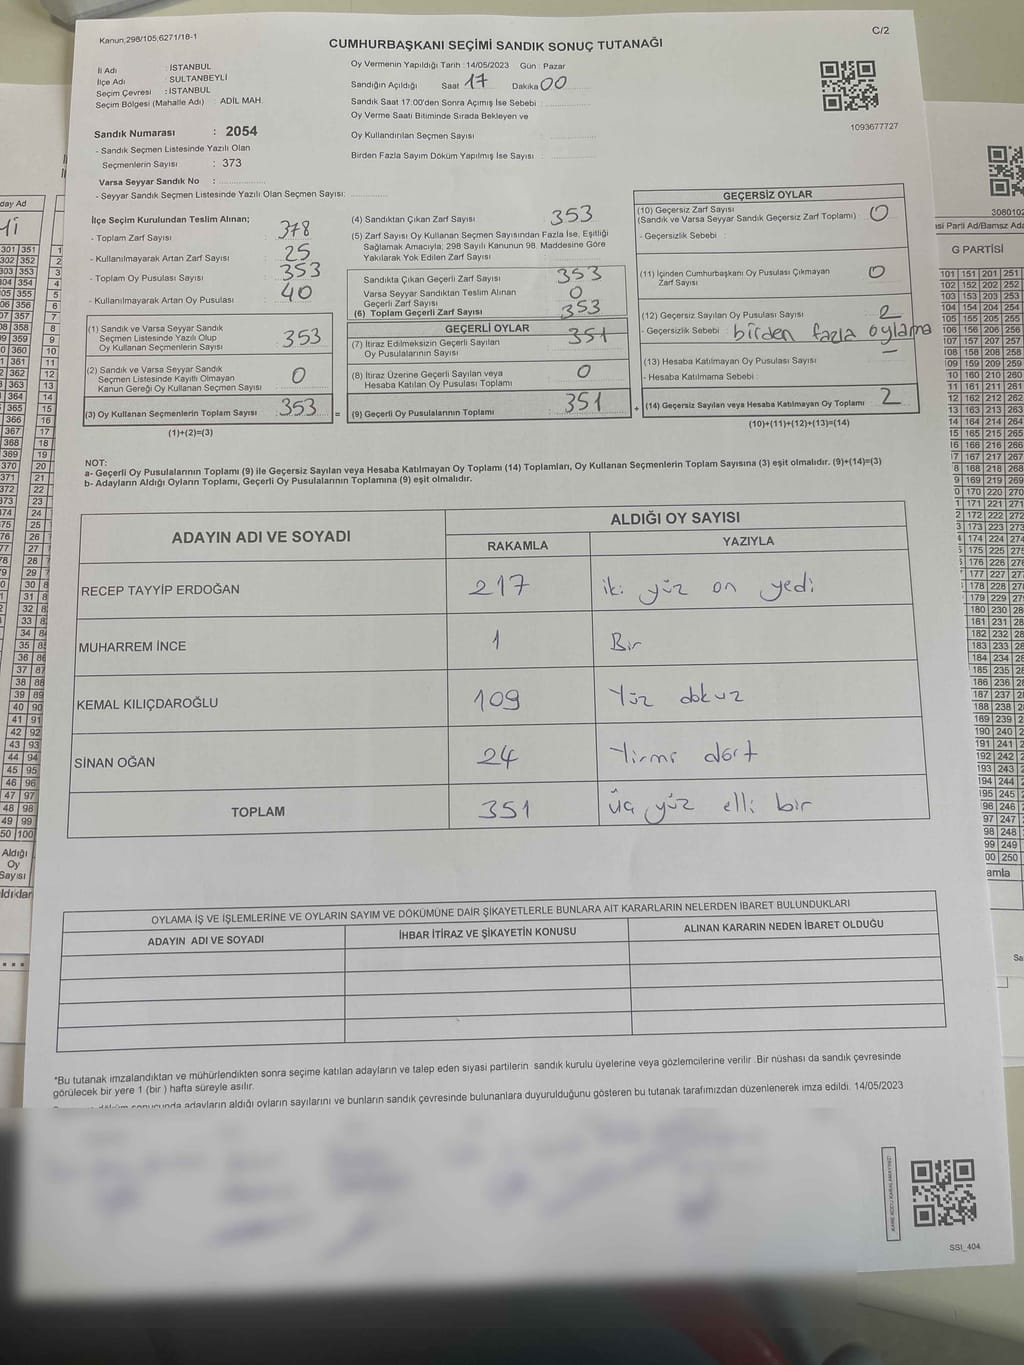 Kanun;298/105;6271/18-1
C/2
CUMHURBAŞKANI SEÇİMİ SANDIK SONUÇ TUTANAĞI
İl Adı : İSTANBUL
İlçe Adı : SULTANBEYLİ
Seçim Çevresi : İSTANBUL
Seçim Bölgesi (Mahalle Adı) : ADİL MAH.
Sandık Numarası : 2054
- Sandık Seçmen Listesinde Yazılı Olan
Seçmenlerin Sayısı : 373
Varsa Seyyar Sandık No :
- Seyyar Sandık Seçmen Listesinde Yazılı Olan Seçmen Sayısı:
Oy Vermenin Yapıldığı Tarih :14/05/2023 Gün : Pazar
Sandığın Açıldığı Saat 17 Dakika 00
Sandık Saat 17:00'den Sonra Açımış İse Sebebi :
Oy Verme Saati Bitiminde Sırada Bekleyen ve
Oy Kullandırılan Seçmen Sayısı :
Birden Fazla Sayım Döküm Yapılmış İse Sayısı :
1093677727
İlçe Seçim Kurulundan Teslim Alınan;
- Toplam Zarf Sayısı : 378
- Kullanılmayarak Artan Zarf Sayısı : 25
- Toplam Oy Pusulası Sayısı : 353
- Kullanılmayarak Artan Oy Pusulası : 40
(1) Sandık ve Varsa Seyyar Sandık
Seçmen Listesinde Yazılı Olup
Oy Kullanan Seçmenlerin Sayısı : 353
(2) Sandık ve Varsa Seyyar Sandık
Seçmen Listesinde Kayıtlı Olmayan
Kanun Gereği Oy Kullanan Seçmen Sayısı : 0
(3) Oy Kullanan Seçmenlerin Toplam Sayısı : 353
(1)+(2)=(3)
(4) Sandıktan Çıkan Zarf Sayısı : 353
(5) Zarf Sayısı Oy Kullanan Seçmen Sayısından Fazla İse, Eşitliği
Sağlamak Amacıyla; 298 Sayılı Kanunun 98. Maddesine Göre
Yakılarak Yok Edilen Zarf Sayısı :
Sandıkta Çıkan Geçerli Zarf Sayısı : 353
Varsa Seyyar Sandıktan Teslim Alınan
Geçerli Zarf Sayısı : 0
(6) Toplam Geçerli Zarf Sayısı : 353
GEÇERLİ OYLAR
(7) İtiraz Edilmeksizin Geçerli Sayılan
Oy Pusulalarının Sayısı : 351
(8) İtiraz Üzerine Geçerli Sayılan veya
Hesaba Katılan Oy Pusulası Toplamı : 0
= (9) Geçerli Oy Pusulalarının Toplamı : 351
GEÇERSİZ OYLAR
(10) Geçersiz Zarf Sayısı
(Sandık ve Varsa Seyyar Sandık Geçersiz Zarf Toplamı) : 0
- Geçersizlik Sebebi :
(11) İçinden Cumhurbaşkanı Oy Pusulası Çıkmayan
Zarf Sayısı : 0
(12) Geçersiz Sayılan Oy Pusulası Sayısı : 2
- Geçersizlik Sebebi : birden fazla oylama
(13) Hesaba Katılmayan Oy Pusulası Sayısı : –
- Hesaba Katılmama Sebebi :
+ (14) Geçersiz Sayılan veya Hesaba Katılmayan Oy Toplamı : 2
(10)+(11)+(12)+(13)=(14)
NOT:
a- Geçerli Oy Pusulalarının Toplamı (9) ile Geçersiz Sayılan veya Hesaba Katılmayan Oy Toplamı (14) Toplamları, Oy Kullanan Seçmenlerin Toplam Sayısına (3) eşit olmalıdır. (9)+(14)=(3)
b- Adayların Aldığı Oyların Toplamı, Geçerli Oy Pusulalarının Toplamına (9) eşit olmalıdır.
ADAYIN ADI VE SOYADI
ALDIĞI OY SAYISI
RAKAMLA YAZIYLA
RECEP TAYYİP ERDOĞAN 217 iki yüz on yedi
MUHARREM İNCE 1 Bir
KEMAL KILIÇDAROĞLU 109 Yüz dokuz
SİNAN OĞAN 24 Yirmi dört
TOPLAM 351 üç yüz elli bir
OYLAMA İŞ VE İŞLEMLERİNE VE OYLARIN SAYIM VE DÖKÜMÜNE DAİR ŞİKAYETLERLE BUNLARA AİT KARARLARIN NELERDEN İBARET BULUNDUKLARI
ADAYIN ADI VE SOYADI İHBAR İTİRAZ VE ŞİKAYETİN KONUSU ALINAN KARARIN NEDEN İBARET OLDUĞU
*Bu tutanak imzalandıktan ve mühürlendikten sonra seçime katılan adayların ve talep eden siyasi partilerin sandık kurulu üyelerine veya gözlemcilerine verilir. Bir nüshası da sandık çevresinde
görülecek bir yere 1 (bir ) hafta süreyle asılır.
sonucunda adayların aldığı oyların sayılarını ve bunların sandık çevresinde bulunanlara duyurulduğunu gösteren bu tutanak tarafımızdan düzenlenerek imza edildi. 14/05/2023
KARE KODU KARALAMAYINIZ!
SSI_404
G PARTİSİ
Aldığı
Oy
Sayısı